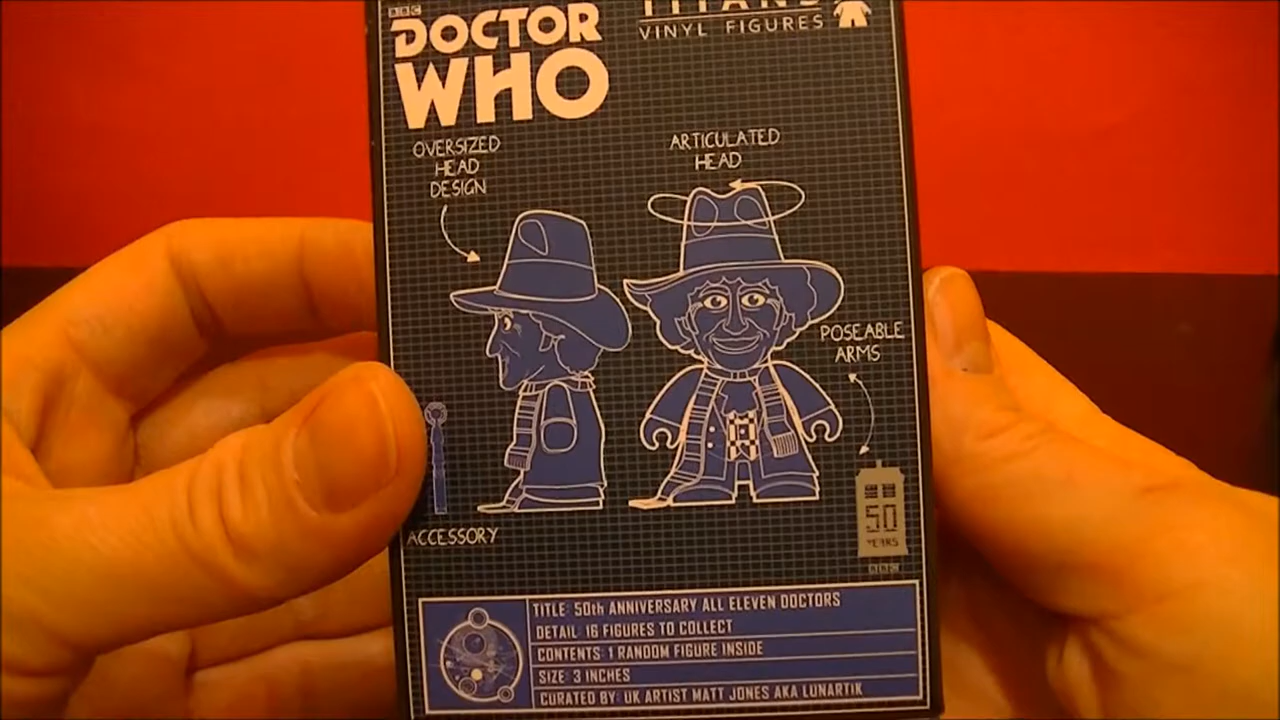 BBC
DOCTOR
WHO
TITANS
VINYL FIGURES
OVERSIZED
HEAD
DESIGN
ARTICULATED
HEAD
POSEABLE
ARMS
ACCESSORY
50
YEARS
BBC
TITLE: 50th ANNIVERSARY ALL ELEVEN DOCTORS
DETAIL: 16 FIGURES TO COLLECT
CONTENTS: 1 RANDOM FIGURE INSIDE
SIZE: 3 INCHES
CURATED BY: UK ARTIST MATT JONES AKA LUNARTIK